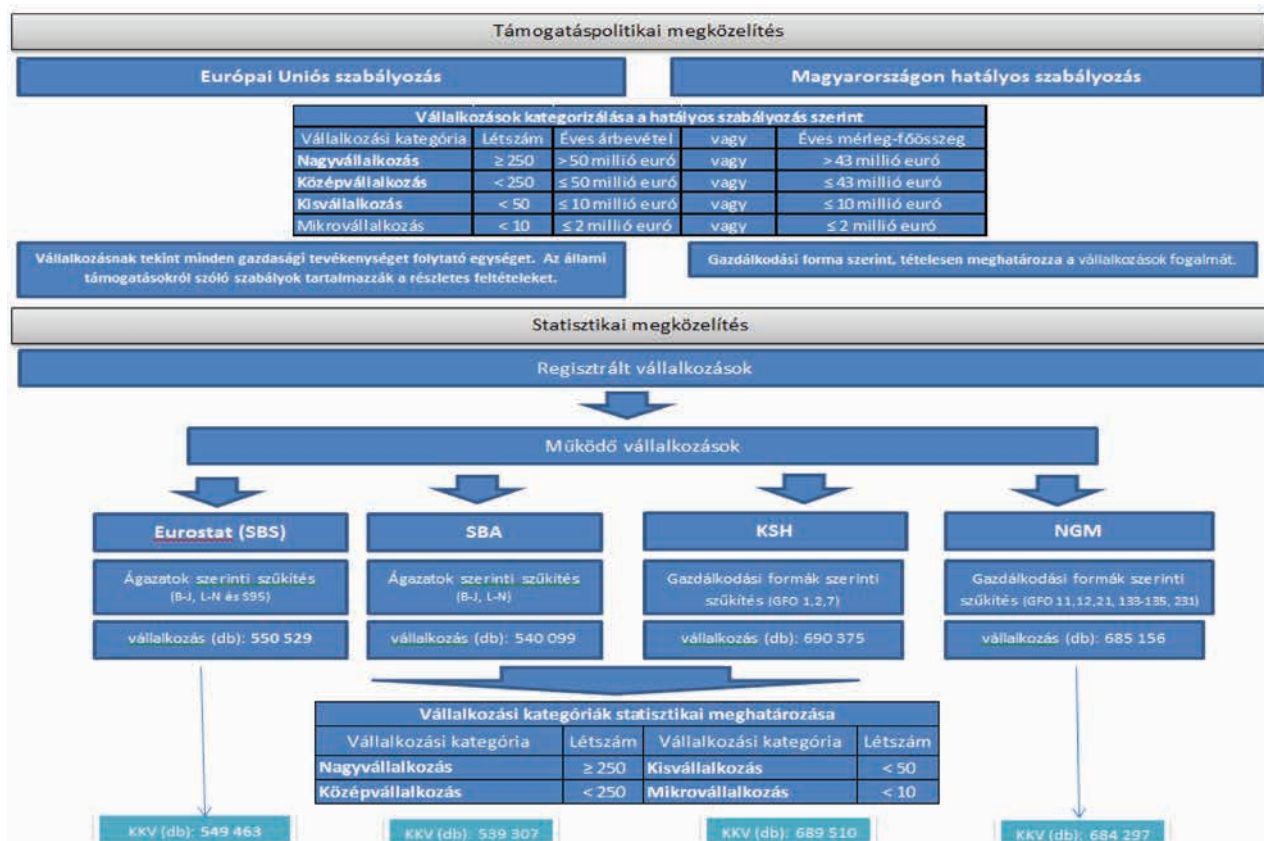 Támogatáspolitikai megközelítés
Európai Uniós szabályozás
Magyarországon hatályos szabályozás
Vállalkozások kategorizálása a hatályos szabályozás szerint
Vállalkozási kategória Létszám Éves árbevétel vagy Éves mérleg-főösszeg
Nagyvállalkozás ≥ 250 > 50 millió euró vagy > 43 millió euró
Középvállalkozás < 250 ≤ 50 millió euró vagy ≤ 43 millió euró
Kisvállalkozás < 50 ≤ 10 millió euró vagy ≤ 10 millió euró
Mikrovállalkozás < 10 ≤ 2 millió euró vagy ≤ 2 millió euró
Vállalkozásnak tekint minden gazdasági tevékenységet folytató egységet. Az állami
támogatásokról szóló szabályok tartalmazzák a részletes feltételeket.
Gazdálkodási forma szerint, tételesen meghatározza a vállalkozások fogalmát.
Statisztikai megközelítés
Regisztrált vállalkozások
Működő vállalkozások
Eurostat (SBS)
Ágazatok szerinti szűkítés
(B-J, L-N és S95)
vállalkozás (db): 550 529
SBA
Ágazatok szerinti szűkítés
(B-J, L-N)
vállalkozás (db): 540 099
KSH
Gazdálkodási formák szerinti
szűkítés (GFO 1,2,7)
vállalkozás (db): 690 375
NGM
Gazdálkodási formák szerinti
szűkítés (GFO 11,12,21, 133-135, 231)
vállalkozás (db): 685 156
Vállalkozási kategóriák statisztikai meghatározása
Vállalkozási kategória Létszám Vállalkozási kategória Létszám
Nagyvállalkozás ≥ 250 Kisvállalkozás < 50
Középvállalkozás < 250 Mikrovállalkozás < 10
KKV (db): 549 463
KKV (db): 539 307
KKV (db): 689 510
KKV (db): 684 297